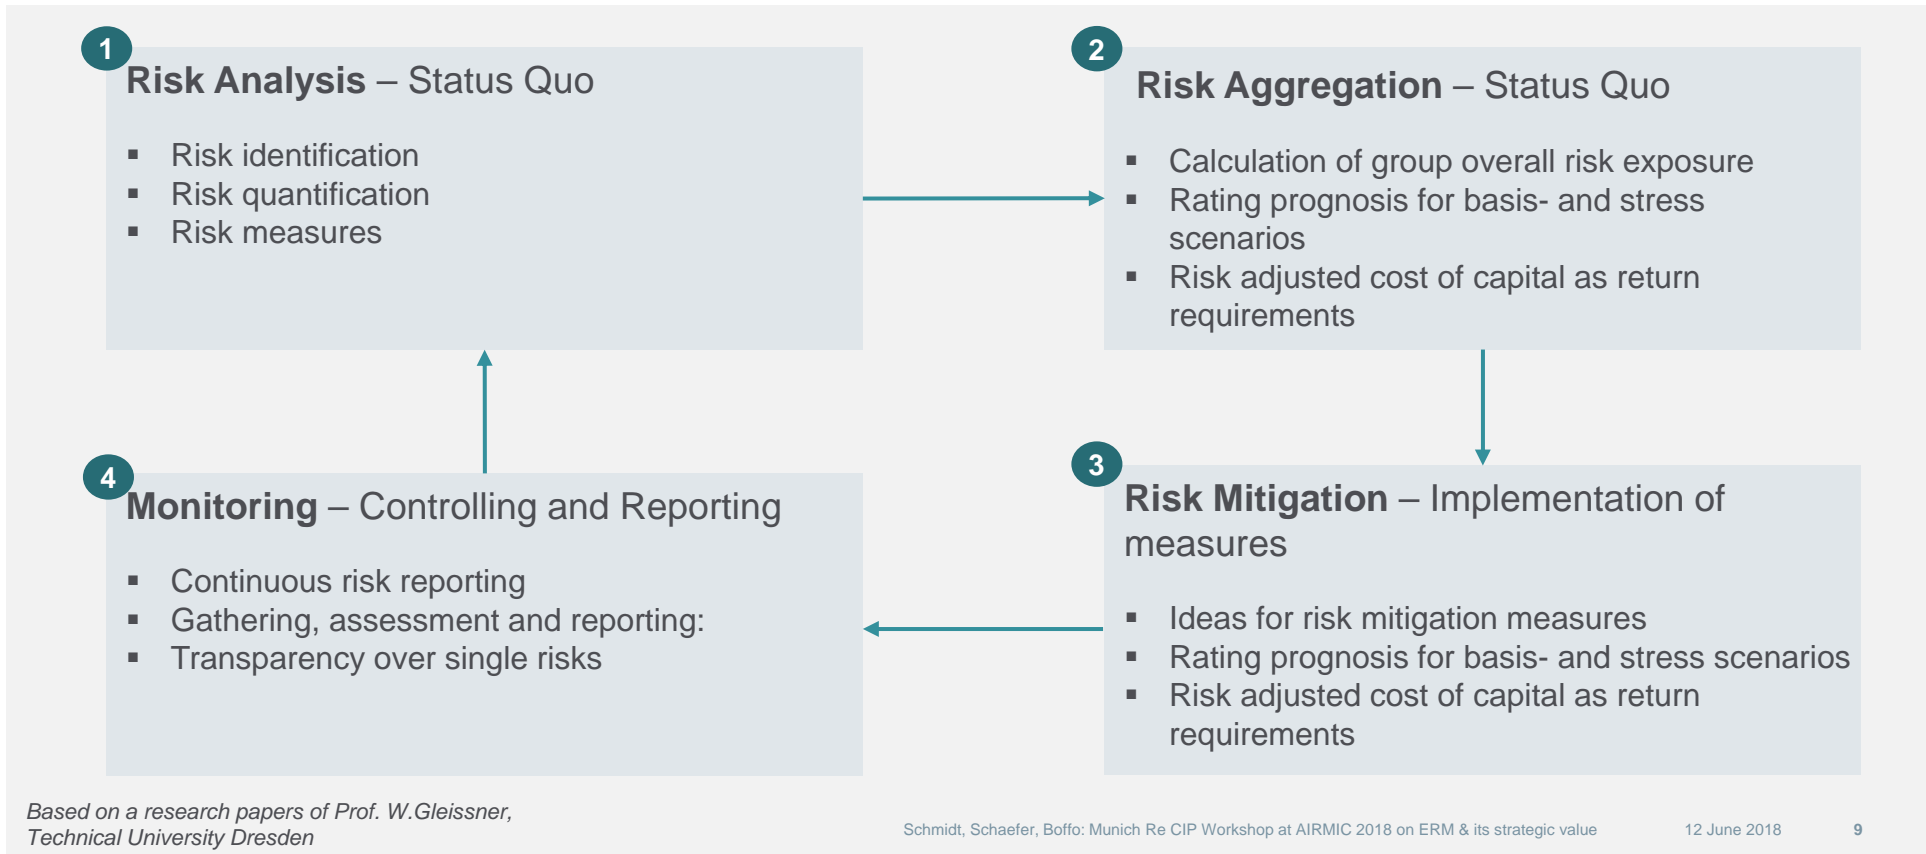 1
Risk Analysis – Status Quo
▪ Risk identification
▪ Risk quantification
▪ Risk measures
2
Risk Aggregation – Status Quo
▪ Calculation of group overall risk exposure
▪ Rating prognosis for basis- and stress
scenarios
▪ Risk adjusted cost of capital as return
requirements
3
Risk Mitigation – Implementation of
measures
▪ Ideas for risk mitigation measures
▪ Rating prognosis for basis- and stress scenarios
▪ Risk adjusted cost of capital as return
requirements
4
Monitoring – Controlling and Reporting
▪ Continuous risk reporting
▪ Gathering, assessment and reporting:
▪ Transparency over single risks
Based on a research papers of Prof. W.Gleissner,
Technical University Dresden
Schmidt, Schaefer, Boffo: Munich Re CIP Workshop at AIRMIC 2018 on ERM & its strategic value 12 June 2018 9